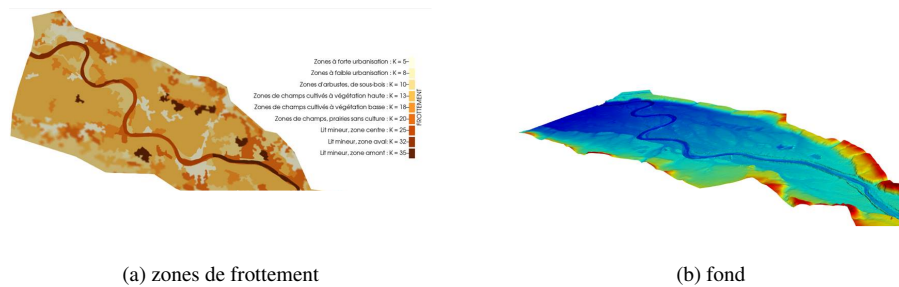 Zones à forte urbanisation : K = 5
Zones à faible urbanisation : K = 8
Zones d'arbustes, de sous-bois : K = 10
Zones de champs cultivés à végétation haute : K = 13
Zones de champs cultivés à végétation basse : K = 18
Zones de champs, prairies sans culture : K = 20
Lit mineur, zone centre : K = 25
Lit mineur, zone aval : K = 32
Lit mineur, zone amont : K = 35
FROTTEMENT
(a) zones de frottement
(b) fond